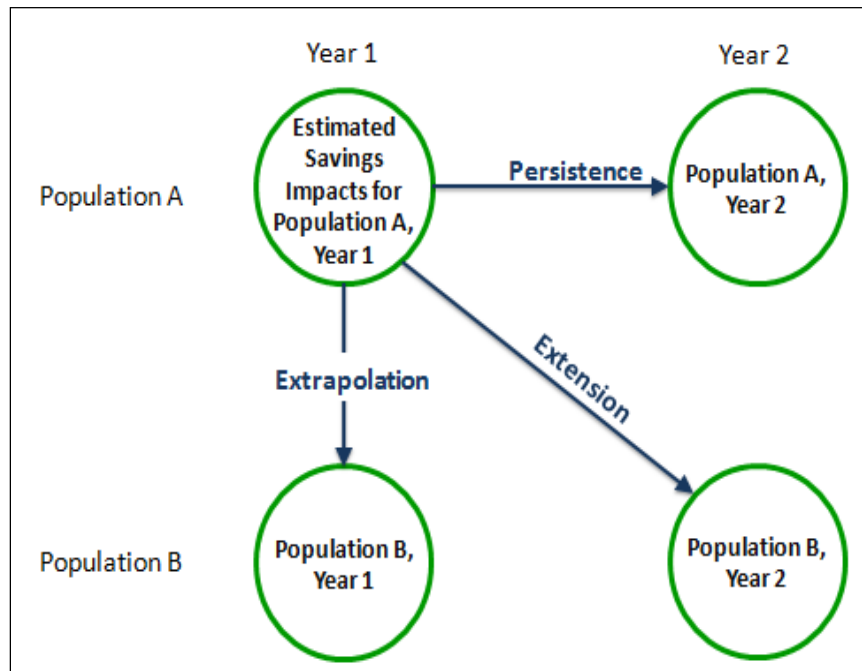 Year 1
Year 2
Population A
Estimated
Savings
Impacts for
Population A,
Year 1
Persistence
Population A,
Year 2
Extrapolation
Extension
Population B
Population B,
Year 1
Population B,
Year 2